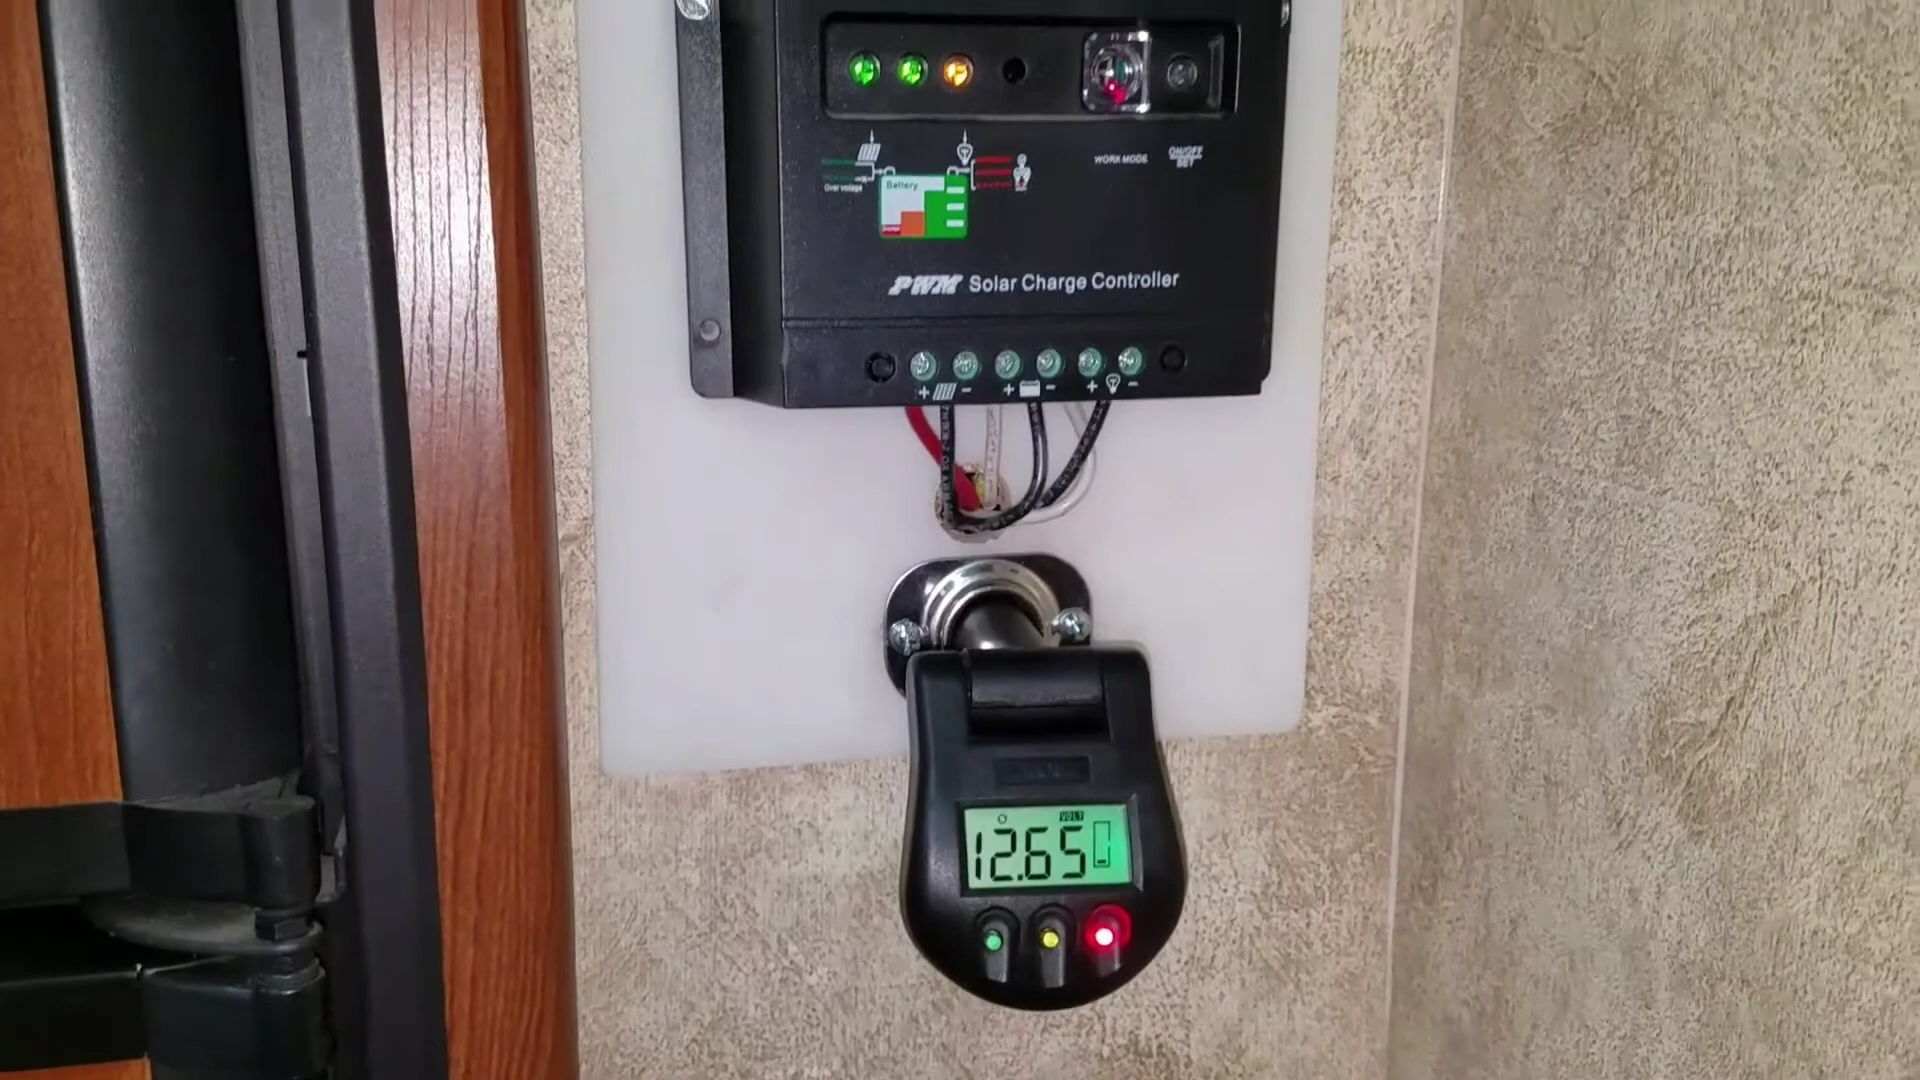 WORK MODE
ON/OFF
SET
Over voltage
Battery
PWM Solar Charge Controller
+ - + - + -
VOLT
12.65